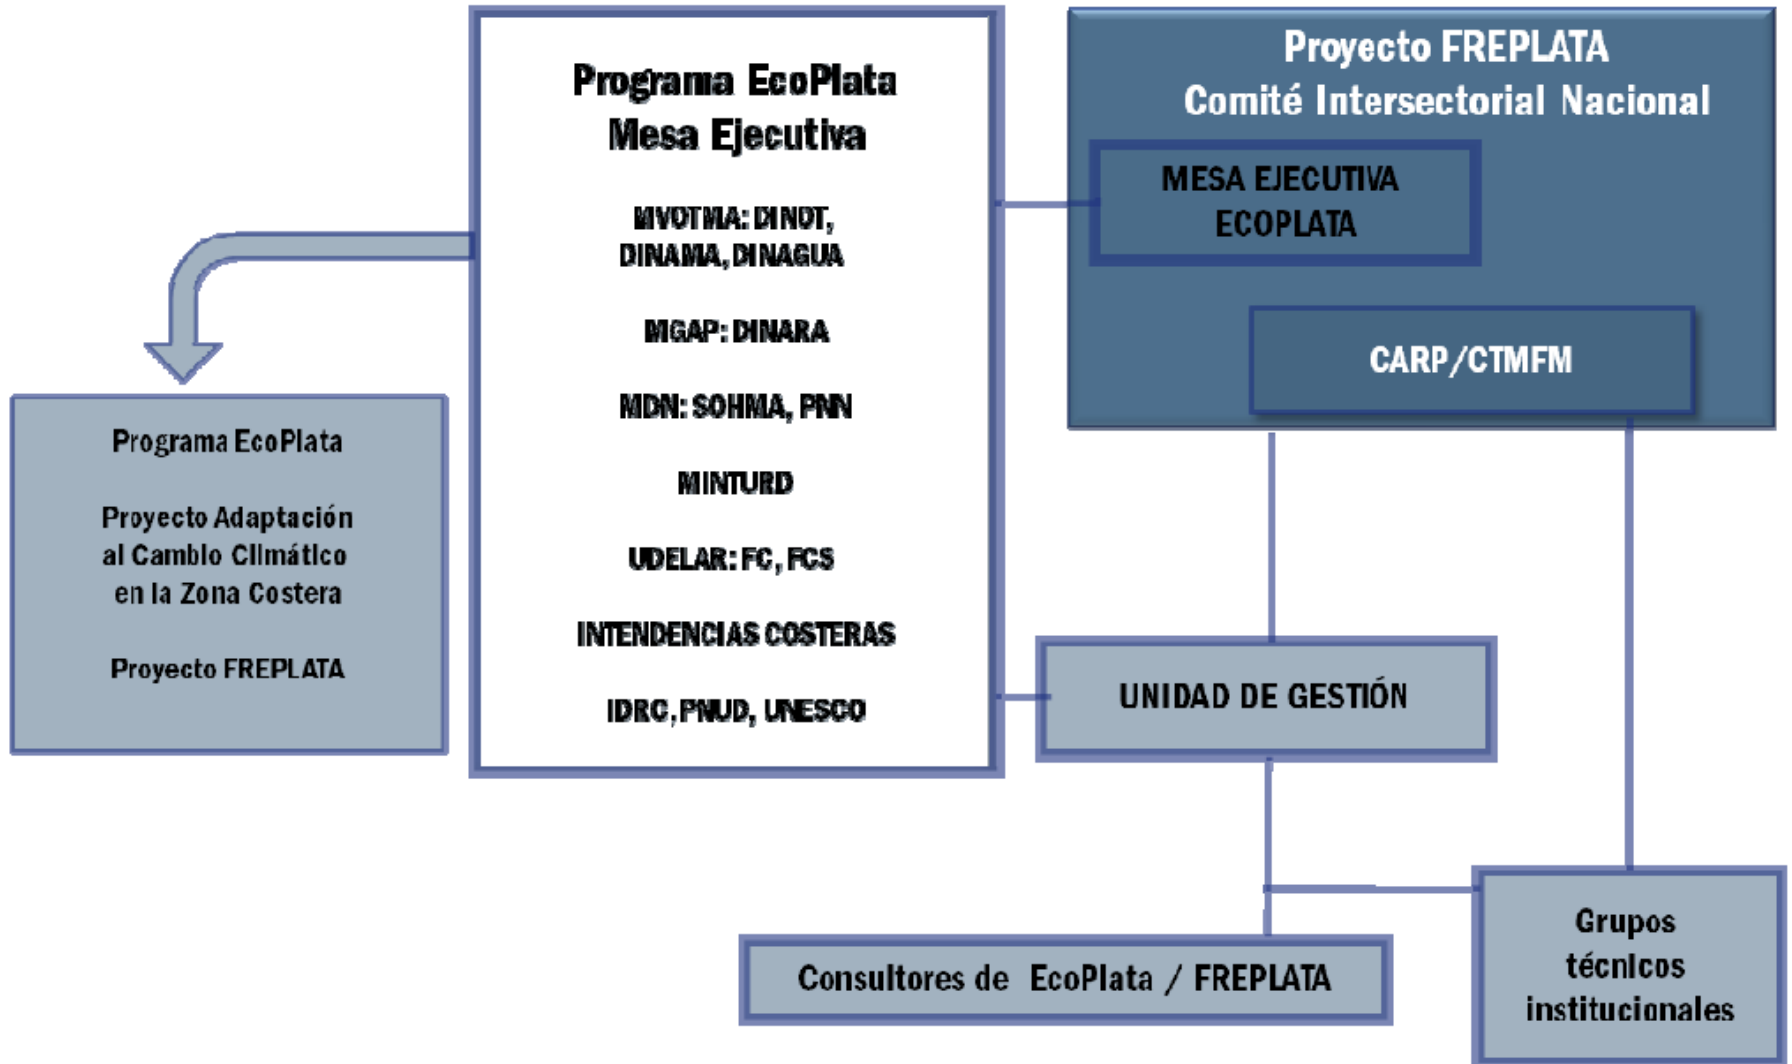 Programa EcoPlata
Mesa Ejecutiva
MVOTMA: DINOT,
DINAMA, DINAGUA
MGAP: DINARA
MDN: SOHMA, PNN
MINTURD
UDELAR: FC, FCS
INTENDENCIAS COSTERAS
IDRC, PNUD, UNESCO
Proyecto FREPLATA
Comité Intersectorial Nacional
MESA EJECUTIVA
ECOPLATA
CARP/CTMFM
Programa EcoPlata
Proyecto Adaptación
al Cambio Climático
en la Zona Costera
Proyecto FREPLATA
UNIDAD DE GESTIÓN
Consultores de EcoPlata / FREPLATA
Grupos
técnicos
institucionales